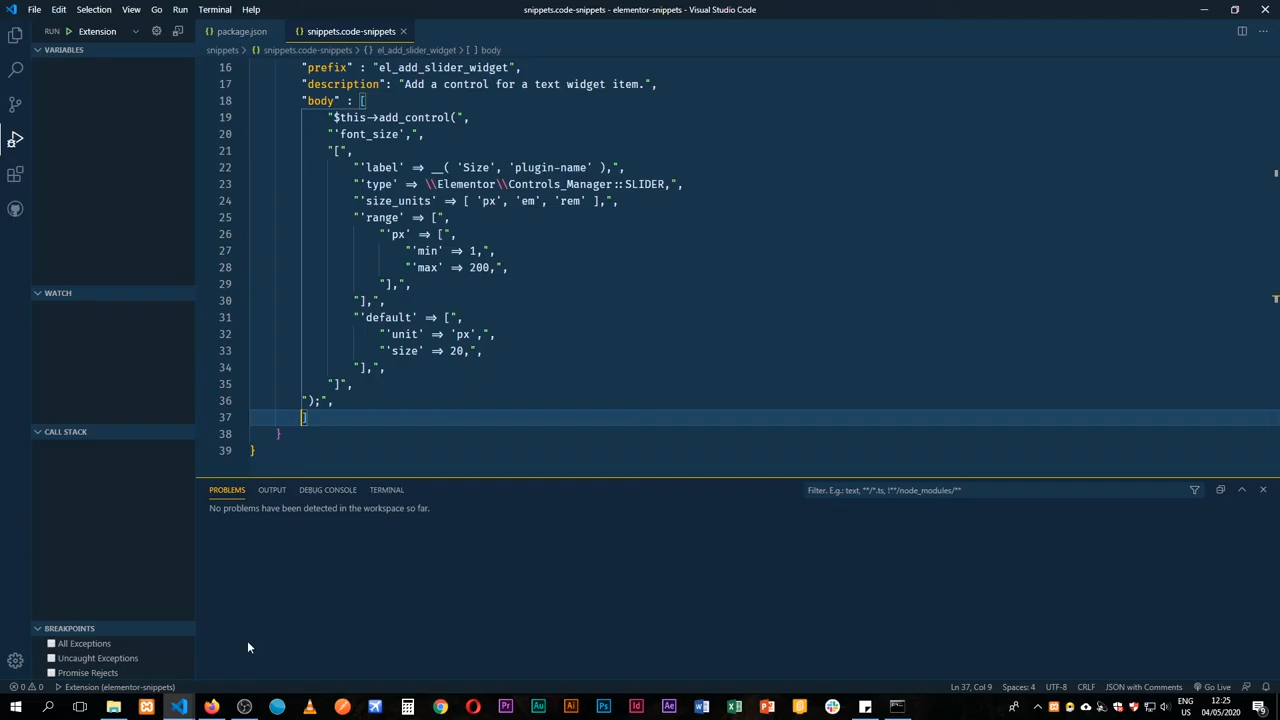 File Edit Selection View Go Run Terminal Help
snippets.code-snippets - elementor-snippets - Visual Studio Code
RUN Extension
package.json
snippets.code-snippets
VARIABLES
snippets > snippets.code-snippets > {} el_add_slider_widget > [ ] body
16 "prefix" : "el_add_slider_widget",
17 "description": "Add a control for a text widget item.",
18 "body" : [
19 "$this->add_control(",
20 "'font_size',",
21 "[",
22 "'label' => __( 'Size', 'plugin-name' ),",
23 "'type' => \\Elementor\\Controls_Manager::SLIDER,",
24 "'size_units' => [ 'px', 'em', 'rem' ],",
25 "'range' => [",
26 "'px' => [",
27 "'min' => 1,",
28 "'max' => 200,",
29 "],",
30 "],",
31 "'default' => [",
32 "'unit' => 'px',",
33 "'size' => 20,",
34 "],",
35 "]",
36 ");",
37 ]
38 }
39 }
WATCH
CALL STACK
PROBLEMS OUTPUT DEBUG CONSOLE TERMINAL
Filter. E.g.: text, **/*.ts, !**/node_modules/**
No problems have been detected in the workspace so far.
BREAKPOINTS
All Exceptions
Uncaught Exceptions
Promise Rejects
0 0 Extension (elementor-snippets)
Ln 37, Col 9 Spaces: 4 UTF-8 CRLF JSON with Comments Go Live
ENG
US
12:25
04/05/2020